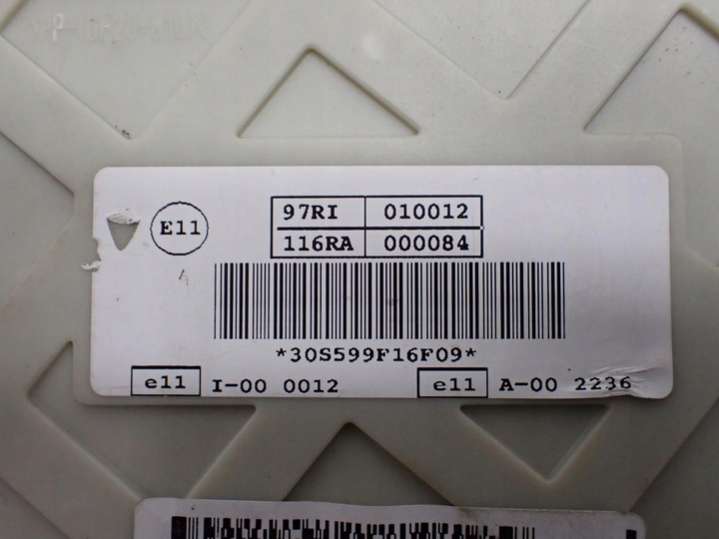 E11
97RI 010012
116RA 000084
*30S599F16F09*
e11 I-00 0012 e11 A-00 2236